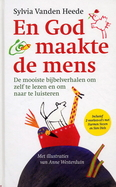 Sylvia Vanden Heede
En God
maakte
de mens
De mooiste bijbelverhalen om
zelf te lezen en om
naar te luisteren
Met illustraties
van Anne Westerduin